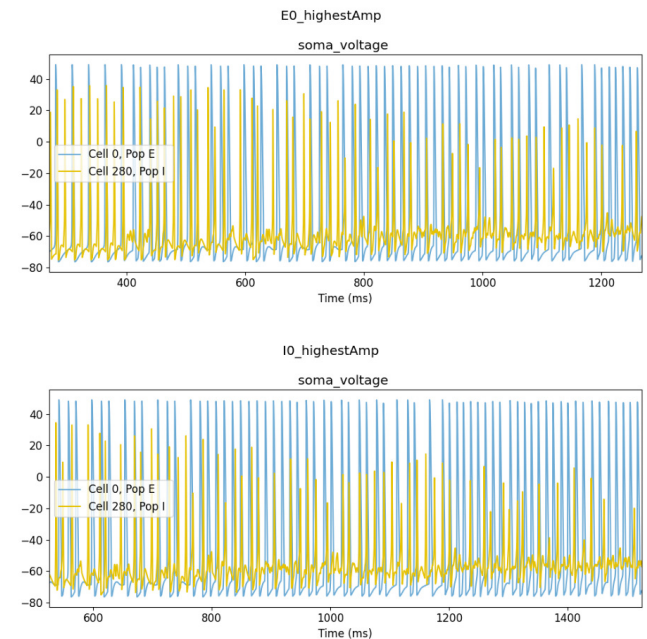 E0_highestAmp
soma_voltage
40
20
0
−20
−40
−60
−80
Cell 0, Pop E
Cell 280, Pop I
400
600
800
1000
1200
Time (ms)
I0_highestAmp
soma_voltage
40
20
0
−20
−40
−60
−80
Cell 0, Pop E
Cell 280, Pop I
600
800
1000
1200
1400
Time (ms)